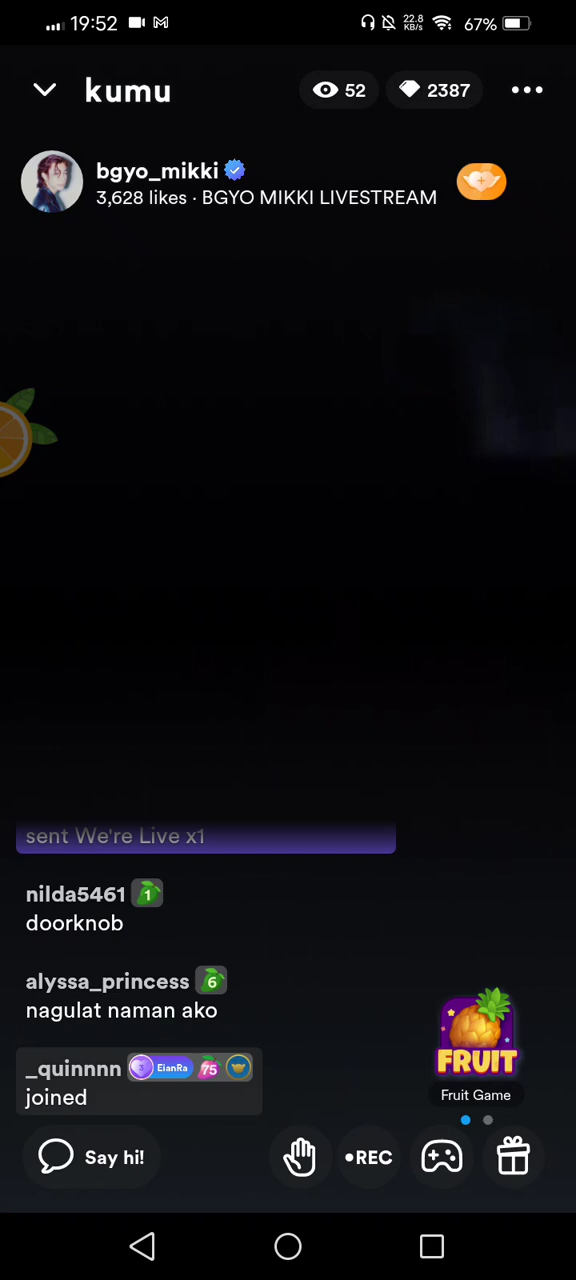 19:52
22.8
KB/s
67%
kumu
52
2387
bgyo_mikki
3,628 likes · BGYO MIKKI LIVESTREAM
sent We're Live x1
nilda5461 1
doorknob
alyssa_princess 6
nagulat naman ako
_quinnnn 3 EianRa 75
joined
FRUIT
Fruit Game
Say hi!
•REC